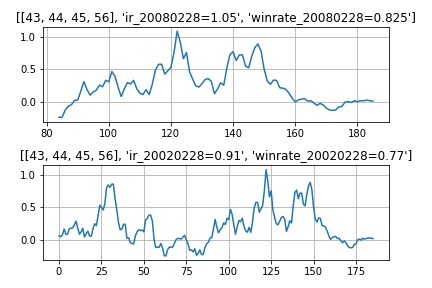 [[43, 44, 45, 56], 'ir_20080228=1.05', 'winrate_20080228=0.825']
1.0
0.5
0.0
80 100 120 140 160 180
[[43, 44, 45, 56], 'ir_20020228=0.91', 'winrate_20020228=0.77']
1.0
0.5
0.0
0 25 50 75 100 125 150 175